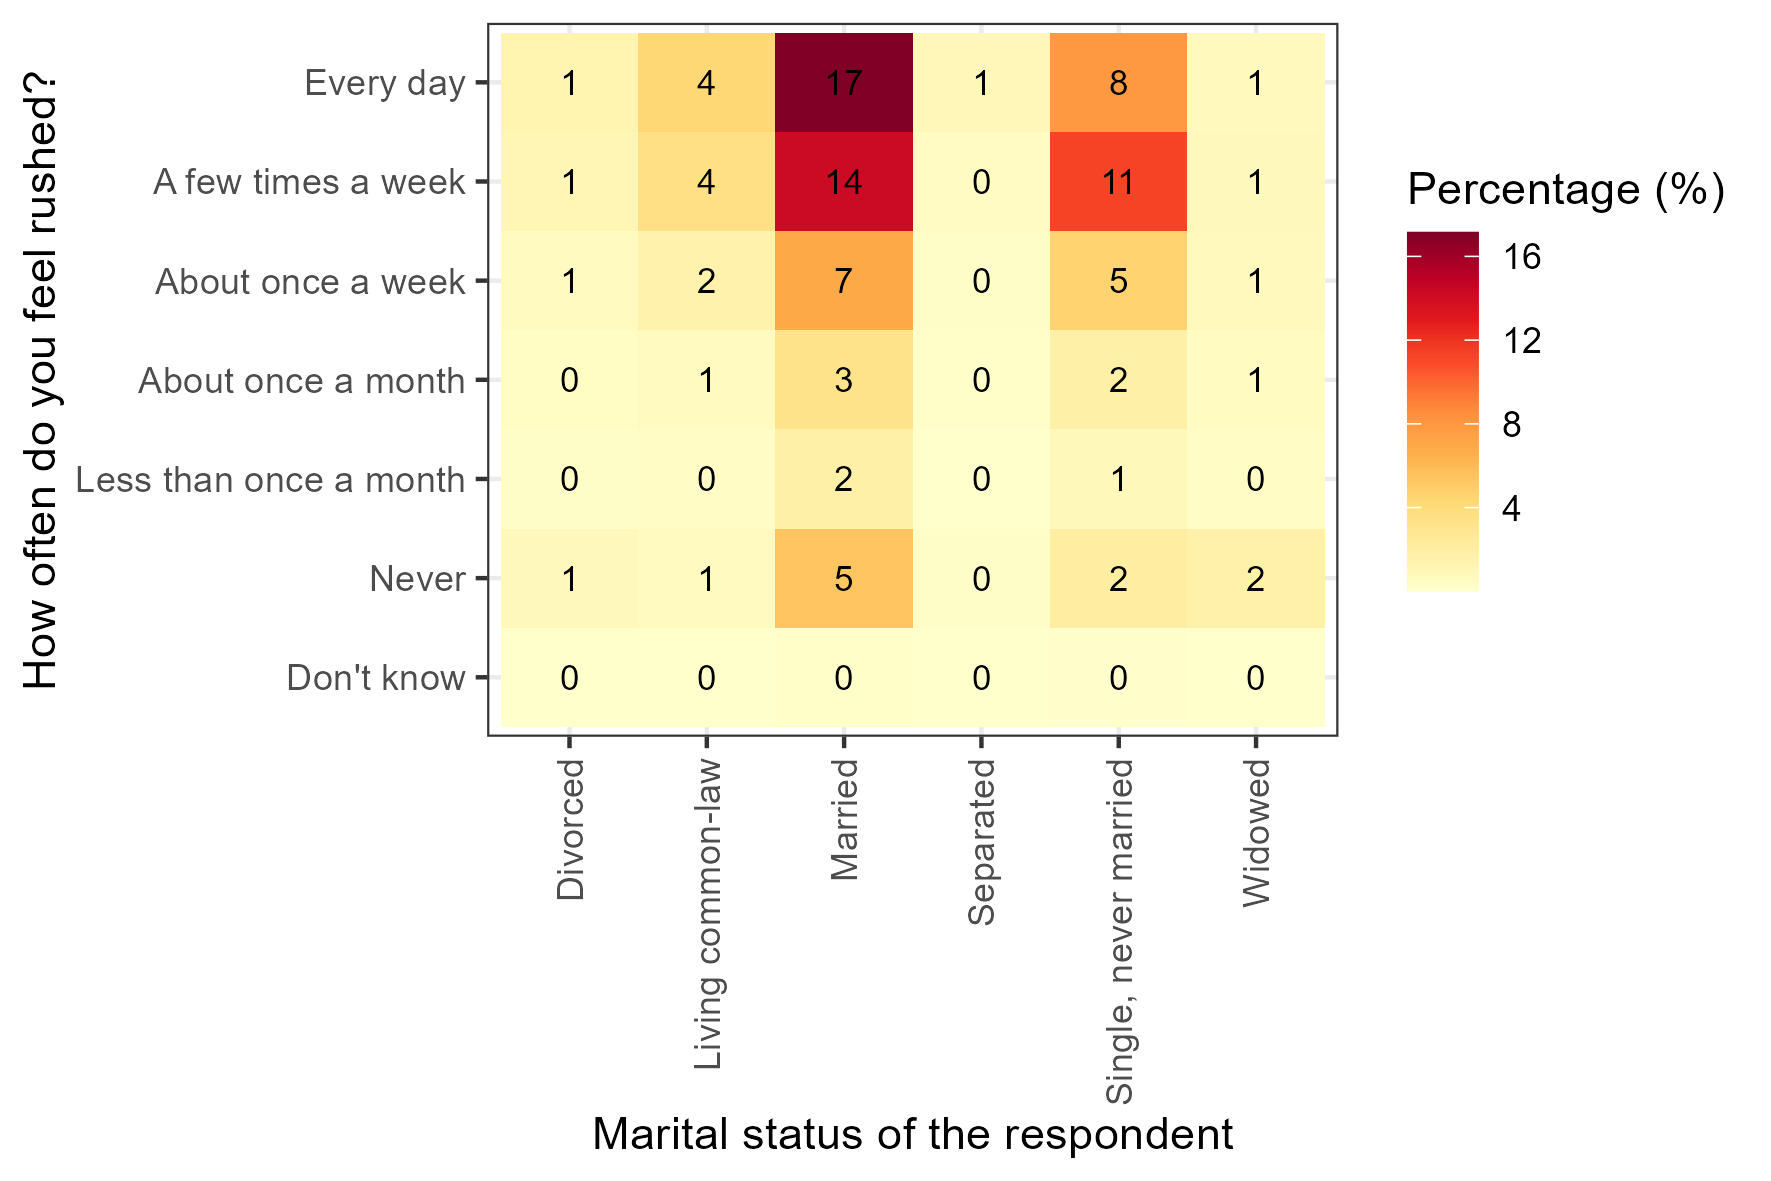 How often do you feel rushed?
Every day 1 4 17 1 8 1
A few times a week 1 4 14 0 11 1
About once a week 1 2 7 0 5 1
About once a month 0 1 3 0 2 1
Less than once a month 0 0 2 0 1 0
Never 1 1 5 0 2 2
Don't know 0 0 0 0 0 0
Divorced
Living common-law
Married
Separated
Single, never married
Widowed
Marital status of the respondent
Percentage (%)
16
12
8
4